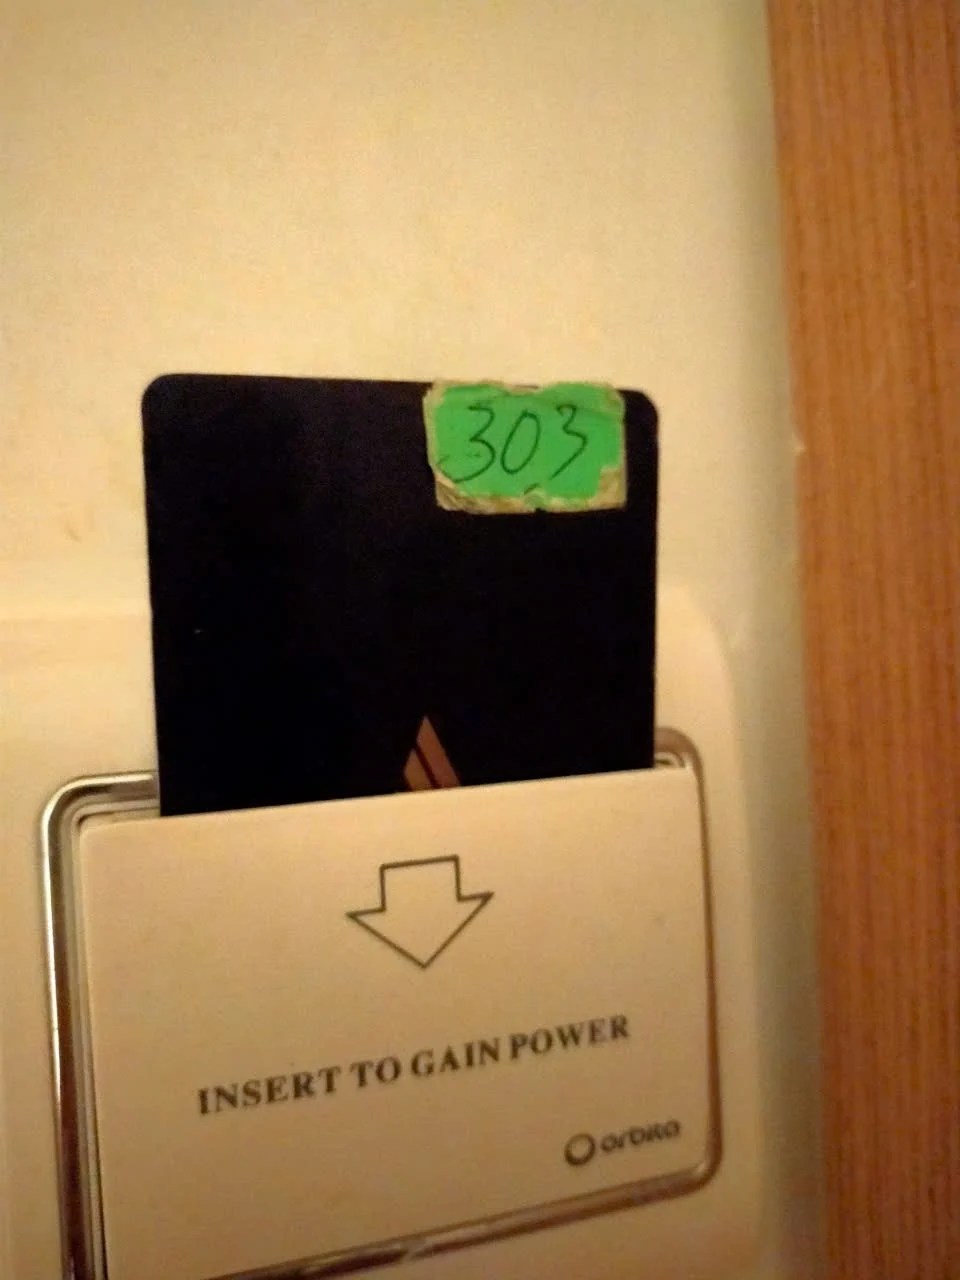 303
INSERT TO GAIN POWER
orbita